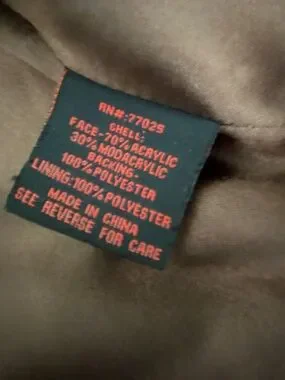 RN#:77025
CHELL:
FACE-70%ACRYLIC
30%MODACRYLIC
BACKING-
100%POLYESTER
LINING:100%POLYESTER
MADE IN CHINA
SEE REVERSE FOR CARE